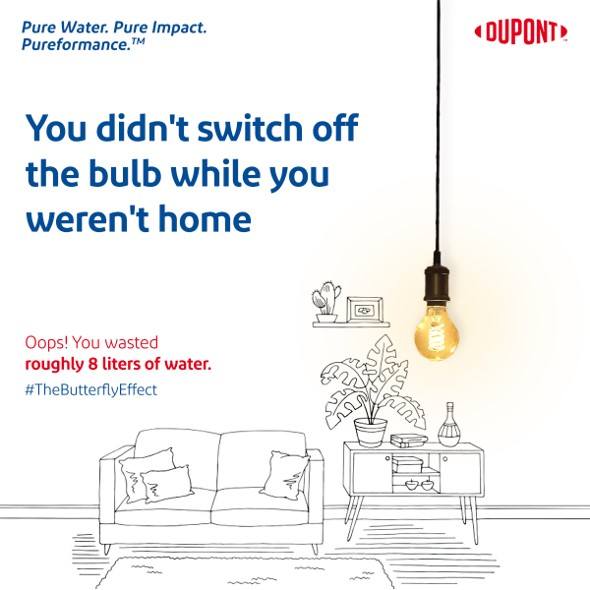 Pure Water. Pure Impact.
Pureformance.™
DUPONT™
You didn't switch off
the bulb while you
weren't home
Oops! You wasted
roughly 8 liters of water.
#TheButterflyEffect